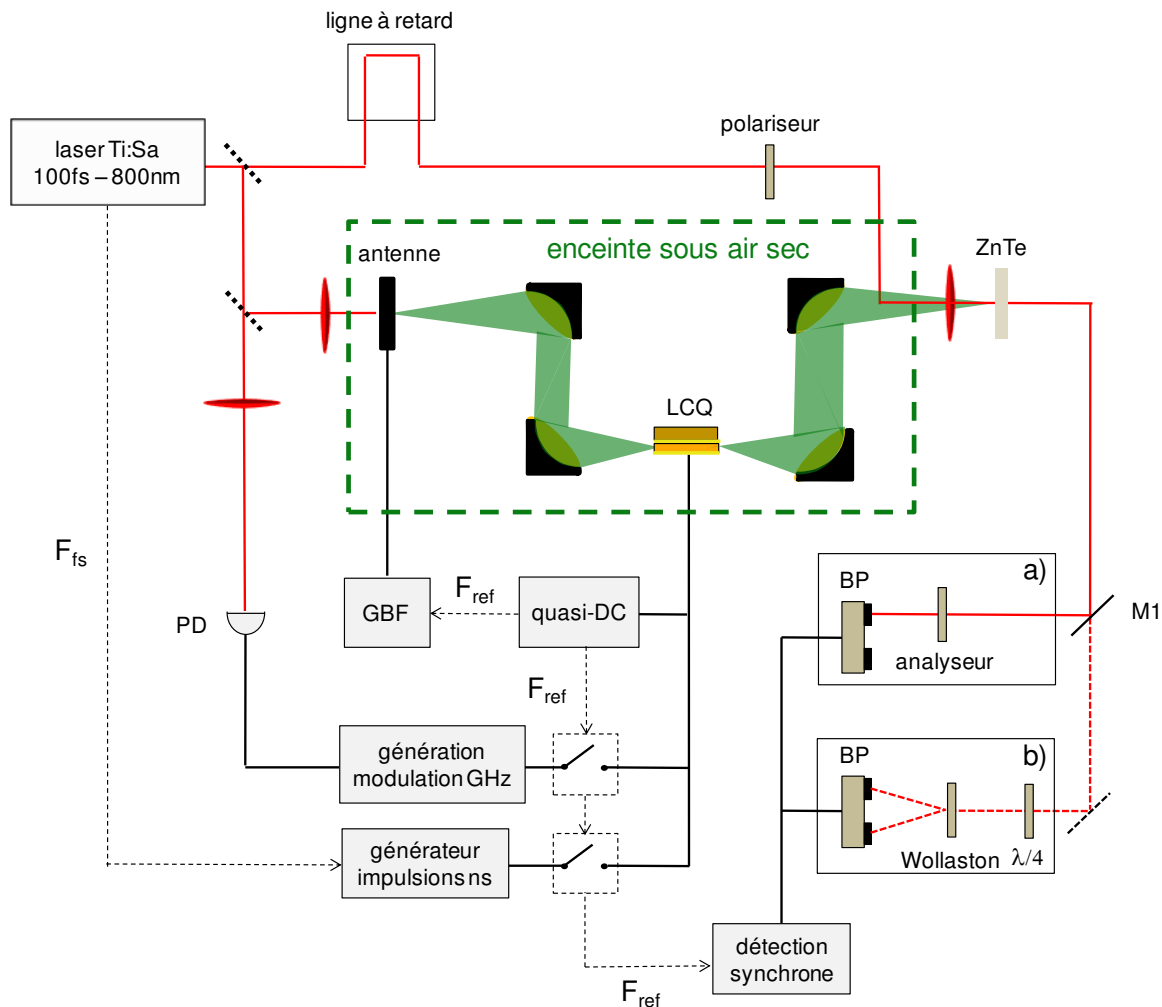 ligne à retard
laser Ti:Sa
100fs – 800nm
polariseur
enceinte sous air sec
antenne
ZnTe
LCQ
F_fs
PD
GBF
F_ref
quasi-DC
F_ref
a)
BP
analyseur
M1
génération
modulation GHz
b)
BP
Wollaston
λ/4
générateur
impulsions ns
détection
synchrone
F_ref